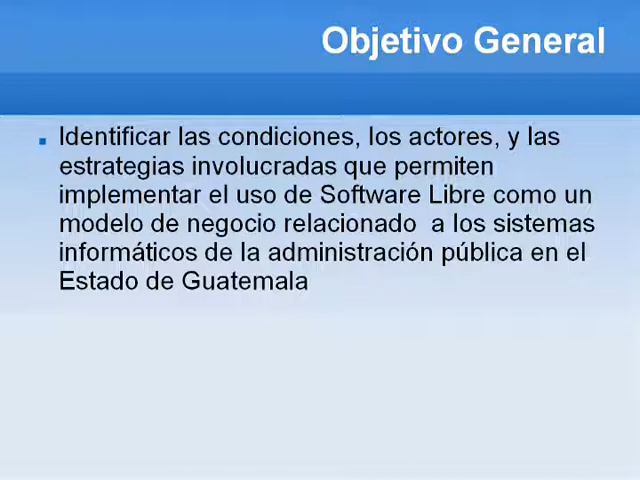 Objetivo General
Identificar las condiciones, los actores, y las
estrategias involucradas que permiten
implementar el uso de Software Libre como un
modelo de negocio relacionado  a los sistemas
informáticos de la administración pública en el
Estado de Guatemala